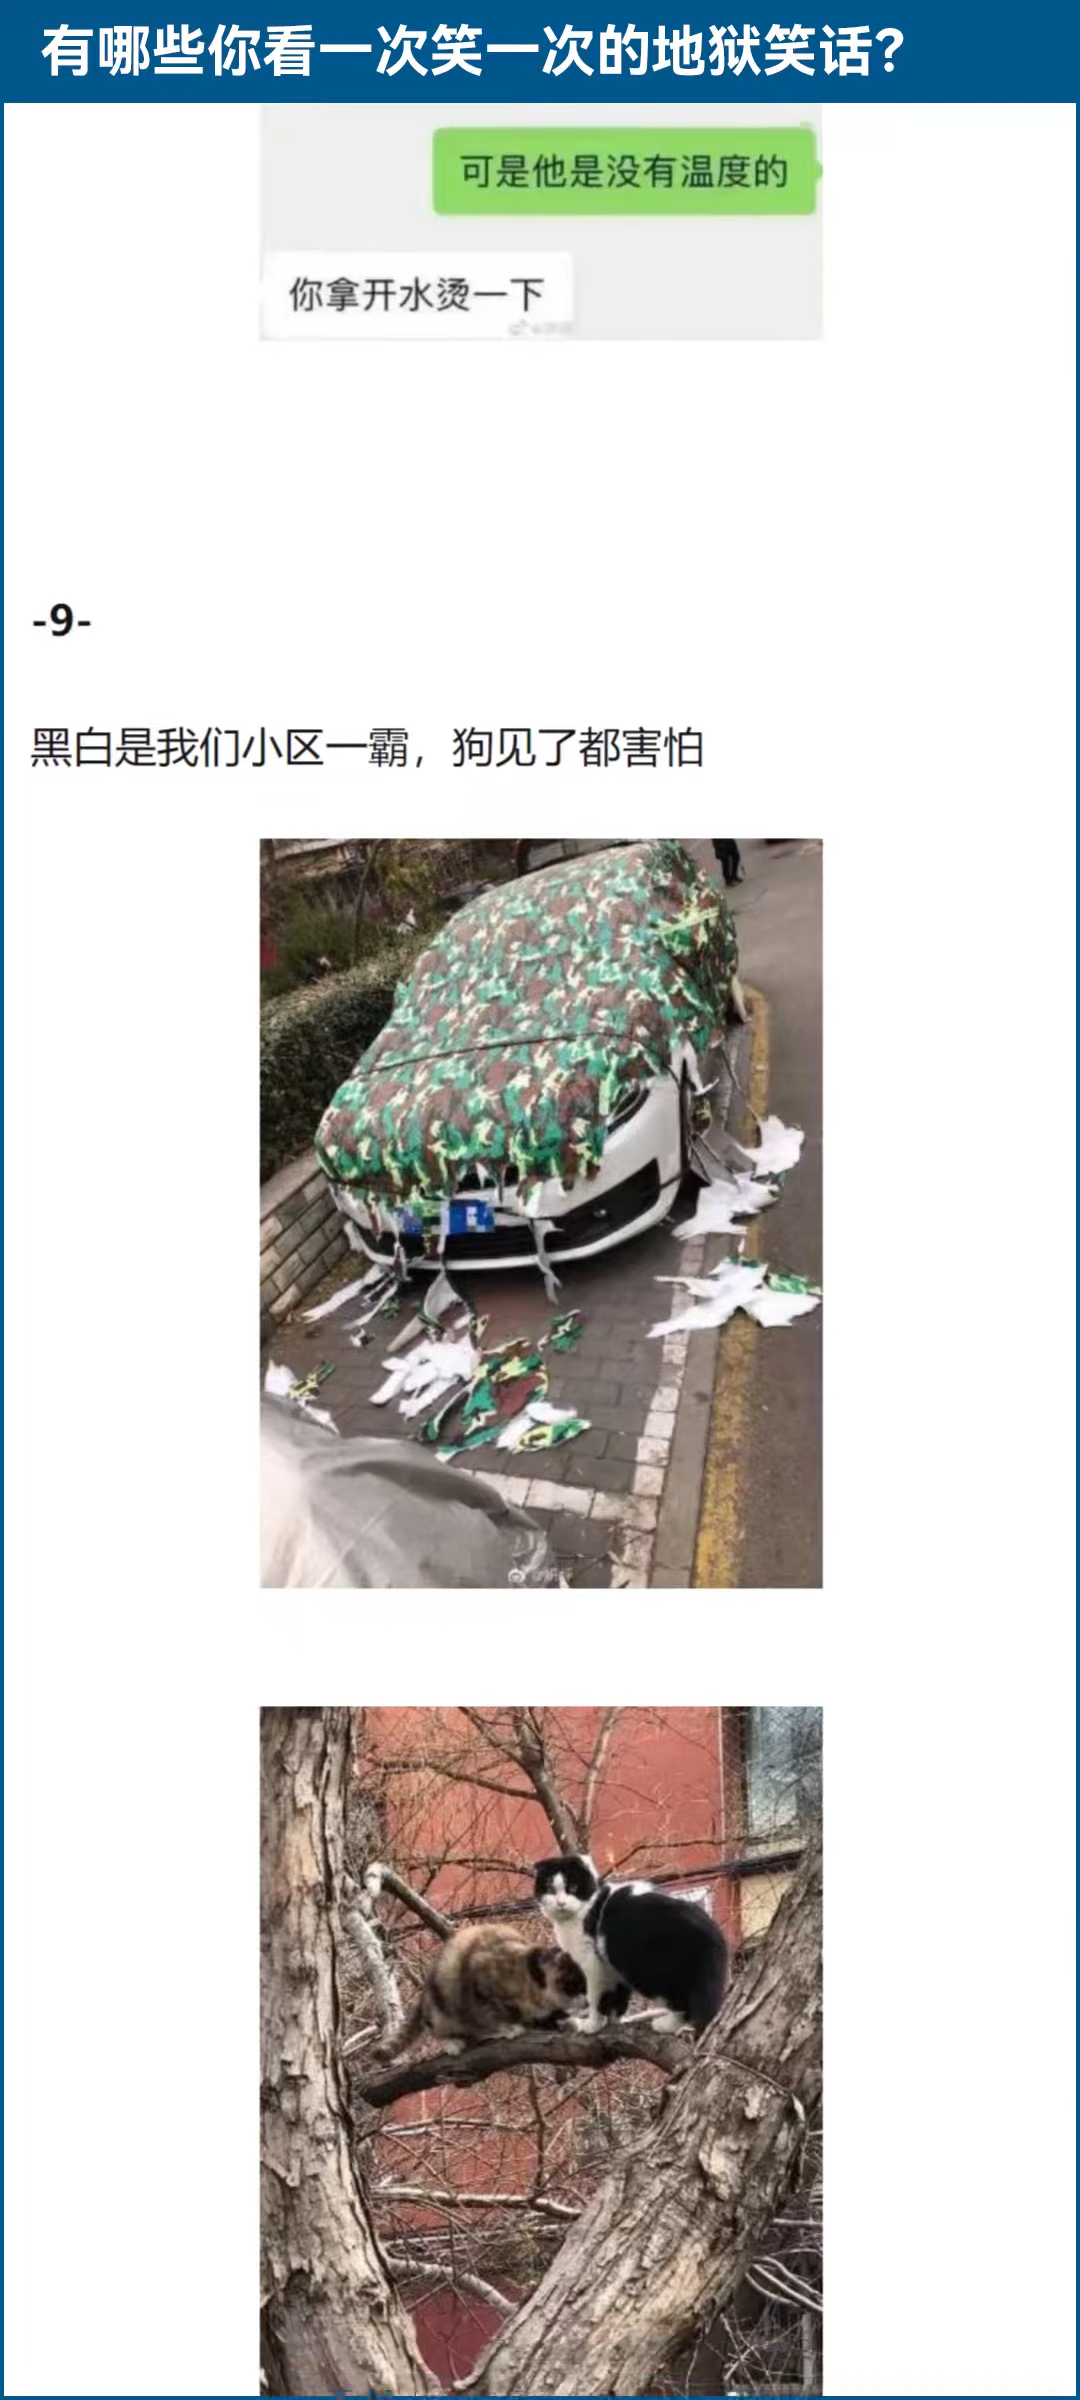 有哪些你看一次笑一次的地狱笑话?
可是他是没有温度的
你拿开水烫一下
-9-
黑白是我们小区一霸，狗见了都害怕